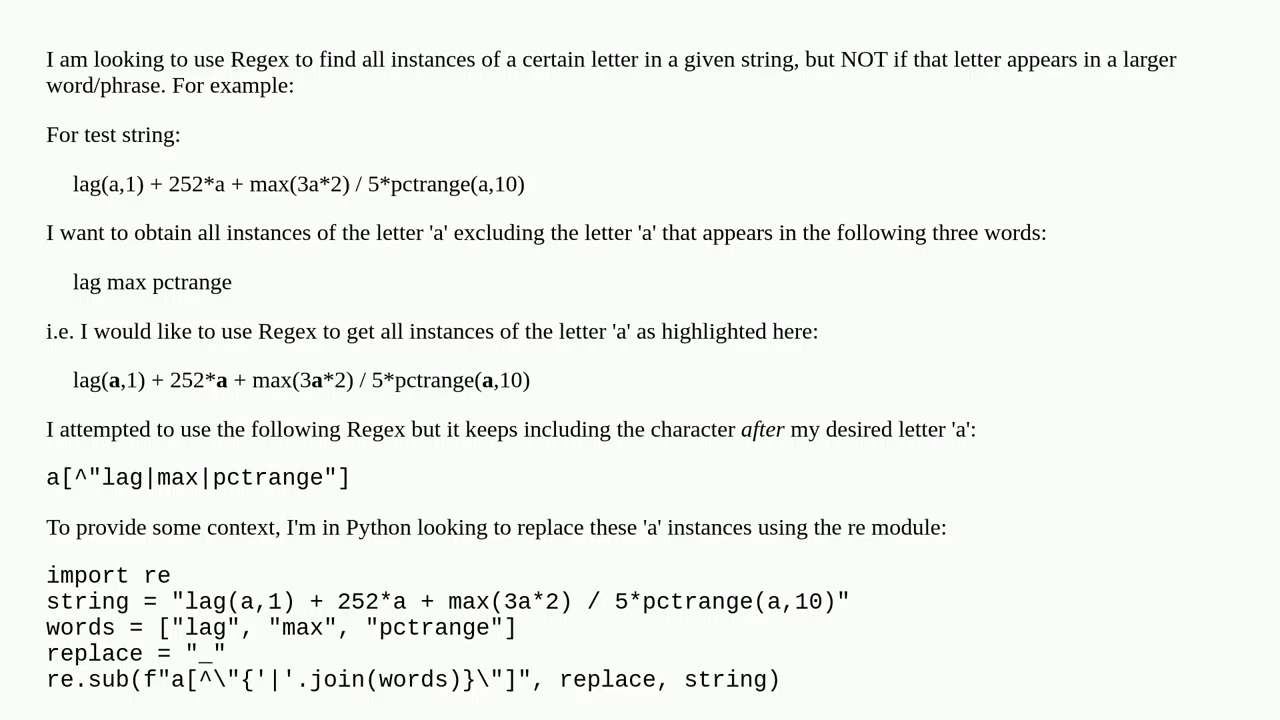 I am looking to use Regex to find all instances of a certain letter in a given string, but NOT if that letter appears in a larger
word/phrase. For example:
For test string:
lag(a,1) + 252*a + max(3a*2) / 5*pctrange(a,10)
I want to obtain all instances of the letter 'a' excluding the letter 'a' that appears in the following three words:
lag max pctrange
i.e. I would like to use Regex to get all instances of the letter 'a' as highlighted here:
lag(a,1) + 252*a + max(3a*2) / 5*pctrange(a,10)
I attempted to use the following Regex but it keeps including the character after my desired letter 'a':
a[^"lag|max|pctrange"]
To provide some context, I'm in Python looking to replace these 'a' instances using the re module:
import re
string = "lag(a,1) + 252*a + max(3a*2) / 5*pctrange(a,10)"
words = ["lag", "max", "pctrange"]
replace = "_"
re.sub(f"a[^\"{'|'.join(words)}\"]", replace, string)